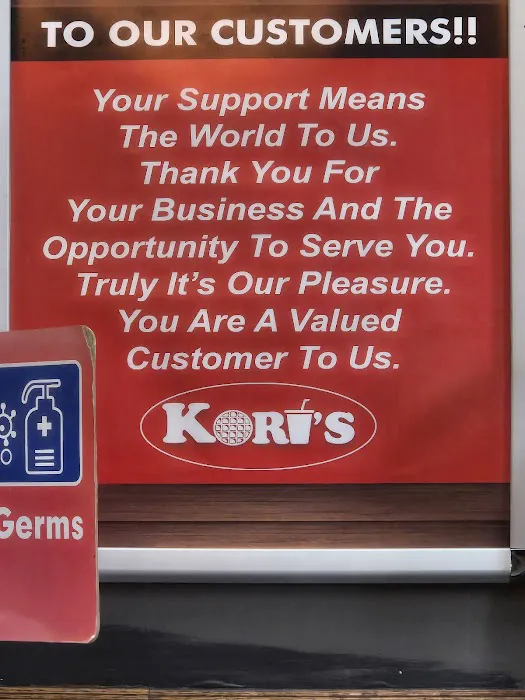 TO OUR CUSTOMERS!!
Your Support Means
The World To Us.
Thank You For
Your Business And The
Opportunity To Serve You.
Truly It's Our Pleasure.
You Are A Valued
Customer To Us.
KORI'S
Germs